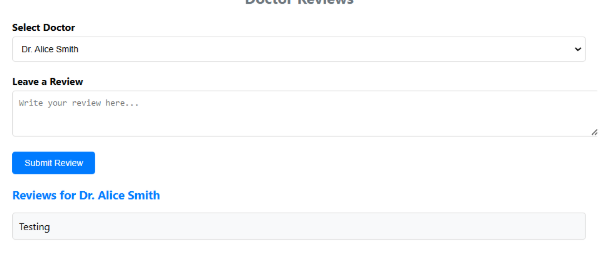 Doctor Reviews
Select Doctor
Dr. Alice Smith
Leave a Review
Write your review here...
Submit Review
Reviews for Dr. Alice Smith
Testing